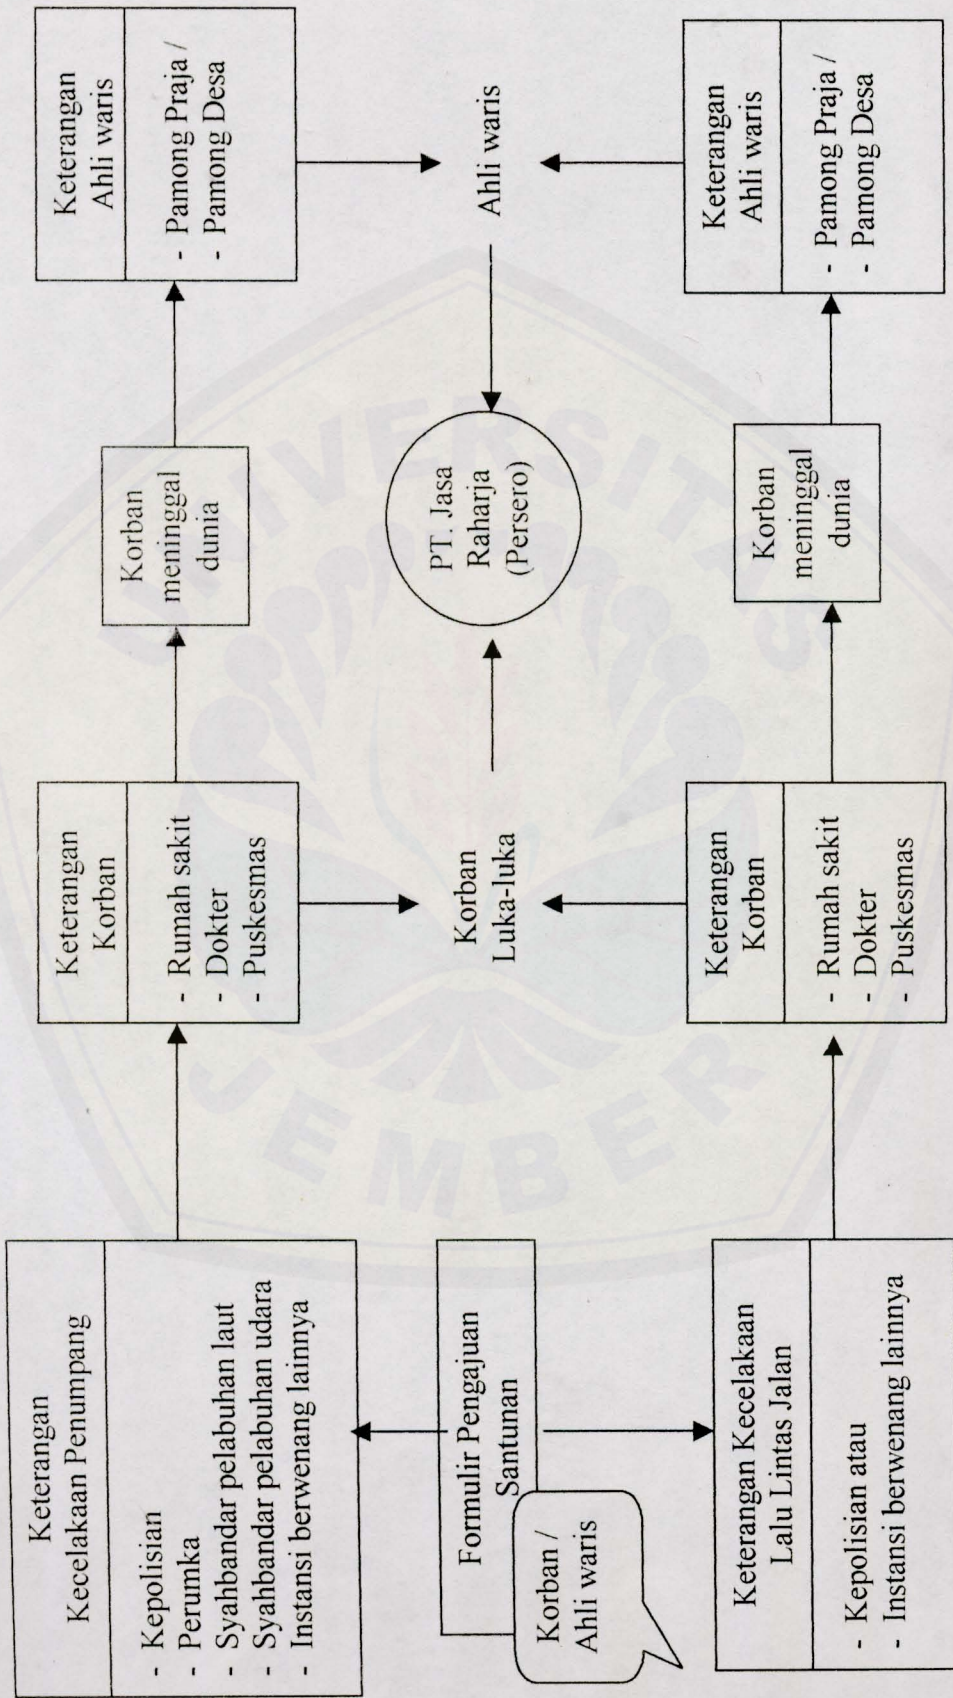 Keterangan
Kecelakaan Penumpang
- Kepolisian
- Perumka
- Syahbandar pelabuhan laut
- Syahbandar pelabuhan udara
- Instansi berwenang lainnya
Keterangan
Korban
- Rumah sakit
- Dokter
- Puskesmas
Korban
meninggal
dunia
Keterangan
Ahli waris
- Pamong Praja /
- Pamong Desa
Formulir Pengajuan
Santunan
Korban /
Ahli waris
Korban
Luka-luka
PT. Jasa
Raharja
(Persero)
Ahli waris
Keterangan Kecelakaan
Lalu Lintas Jalan
- Kepolisian atau
- Instansi berwenang lainnya
Keterangan
Korban
- Rumah sakit
- Dokter
- Puskesmas
Korban
meninggal
dunia
Keterangan
Ahli waris
- Pamong Praja /
- Pamong Desa
UNIVERSITAS
JEMBER